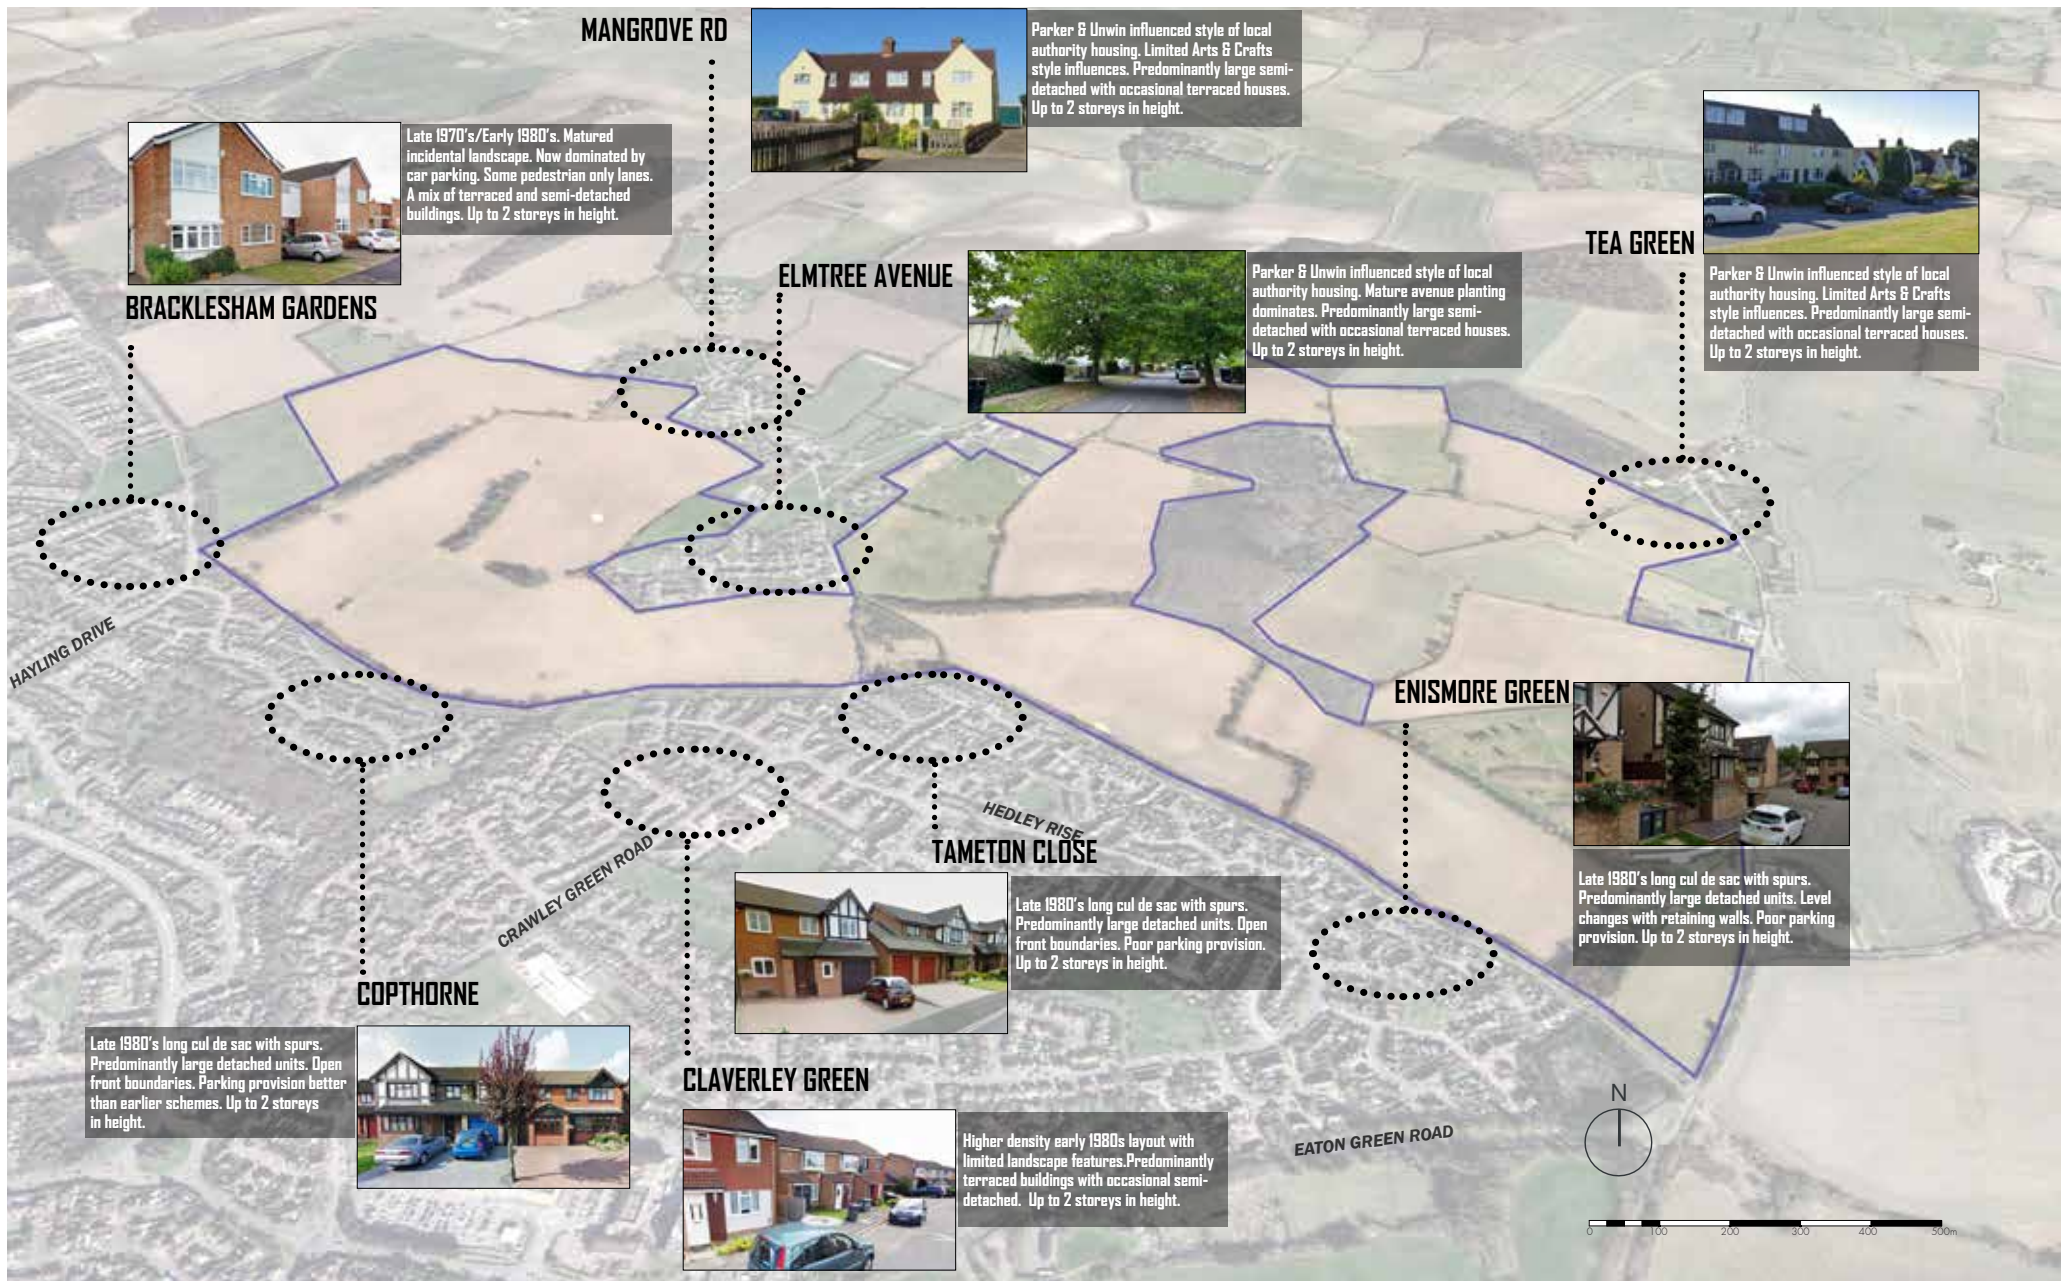 MANGROVE RD
Parker & Unwin influenced style of local
authority housing. Limited Arts & Crafts
style influences. Predominantly large semi-
detached with occasional terraced houses.
Up to 2 storeys in height.
Late 1970's/Early 1980's. Matured
incidental landscape. Now dominated by
car parking. Some pedestrian only lanes.
A mix of terraced and semi-detached
buildings. Up to 2 storeys in height.
BRACKLESHAM GARDENS
ELMTREE AVENUE
Parker & Unwin influenced style of local
authority housing. Mature avenue planting
dominates. Predominantly large semi-
detached with occasional terraced houses.
Up to 2 storeys in height.
TEA GREEN
Parker & Unwin influenced style of local
authority housing. Limited Arts & Crafts
style influences. Predominantly large semi-
detached with occasional terraced houses.
Up to 2 storeys in height.
HAYLING DRIVE
ENISMORE GREEN
Late 1980's long cul de sac with spurs.
Predominantly large detached units. Level
changes with retaining walls. Poor parking
provision. Up to 2 storeys in height.
HEDLEY RISE
CRAWLEY GREEN ROAD
TAMETON CLOSE
Late 1980's long cul de sac with spurs.
Predominantly large detached units. Open
front boundaries. Poor parking provision.
Up to 2 storeys in height.
COPTHORNE
Late 1980's long cul de sac with spurs.
Predominantly large detached units. Open
front boundaries. Parking provision better
than earlier schemes. Up to 2 storeys
in height.
CLAVERLEY GREEN
Higher density early 1980s layout with
limited landscape features.Predominantly
terraced buildings with occasional semi-
detached.  Up to 2 storeys in height.
EATON GREEN ROAD
N
0 100 200 300 400 500m